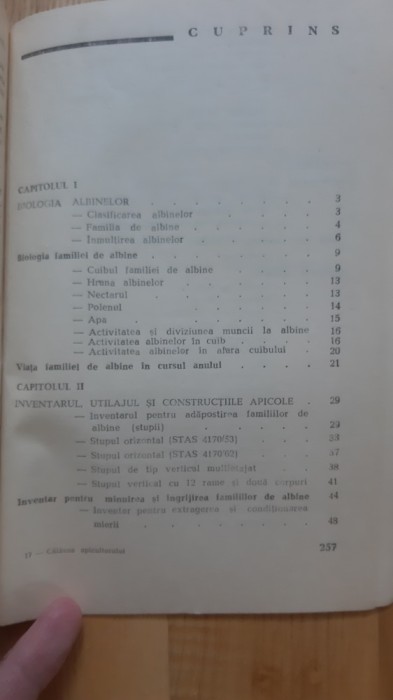 CUPRINS
CAPITOLUL I
BIOLOGIA ALBINELOR . . . . . . . 3
— Clasificarea albinelor . . . . 3
— Familia de albine . . . . . 4
— Inmulțirea albinelor . . . . . 6
Biologia familiei de albine . . . . . . 9
— Cuibul familiei de albine . . . 9
— Hrana albinelor . . . . . 13
— Nectarul . . . . . . 13
— Polenul . . . . . . 14
— Apa . . . . . . . 15
— Activitatea și diviziunea muncii la albine 16
— Activitatea albinelor în cuib . . . 16
— Activitatea albinelor în afara cuibului . 20
Viața familiei de albine în cursul anului . . . . 21
CAPITOLUL II
INVENTARUL, UTILAJUL ȘI CONSTRUCȚIILE APICOLE . 29
— Inventarul pentru adăpostirea familiilor de
albine (stupii) . . . . . 29
— Stupul orizontal (STAS 4170/53) . . .
— Stupul orizontal (STAS . . .
— Stupul de tip vertical multietajat . .
— Stupul vertical cu 12 rame și două corpuri 41
Inventar pentru mînuirea și îngrijirea familiilor de albine 44
— Inventar pentru extragerea și condiționarea
mierii . . . . . . . 48
17 — Călăuza apicultorului 257